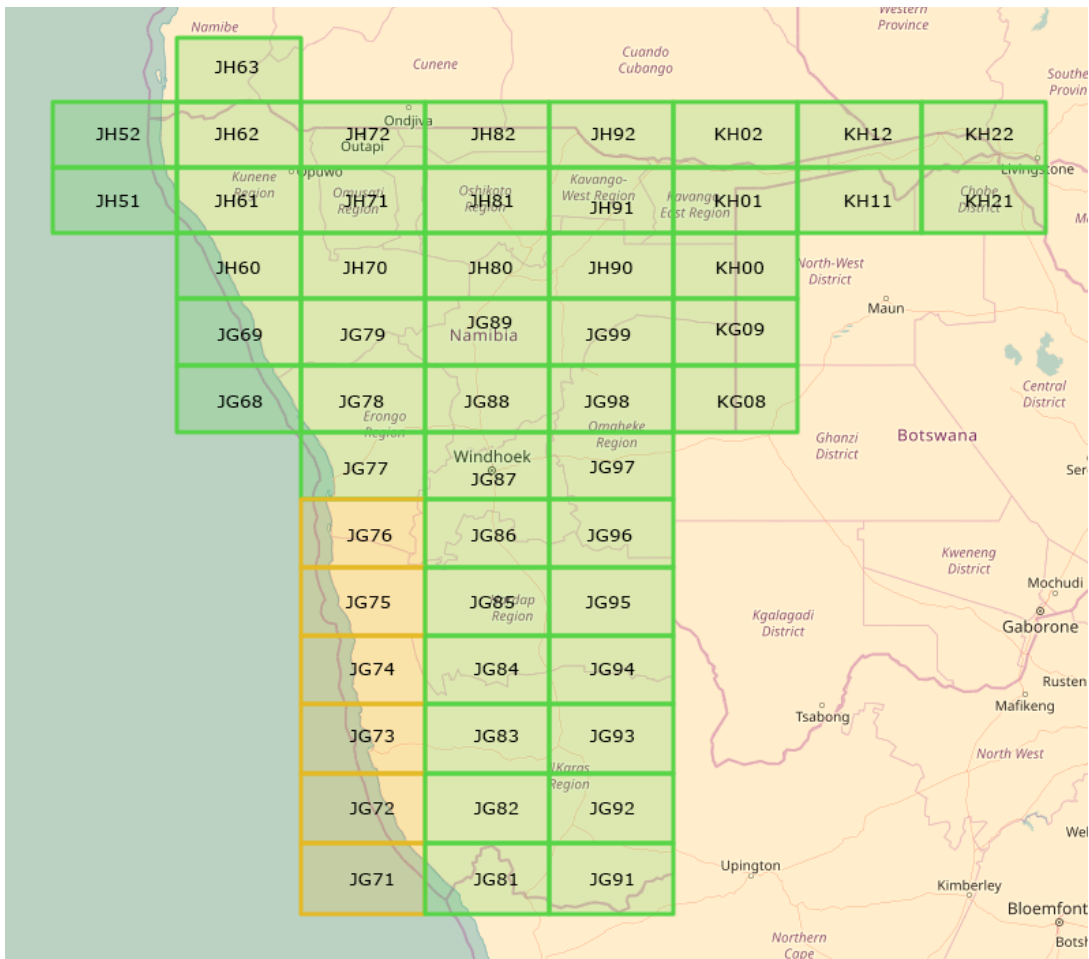 Namibe
Western
Province
Cunene
Cuando
Cubango
JH63
Southe
Provin
Ondjiva
JH52
JH62
JH72
Outapi
JH82
JH92
KH02
KH12
KH22
Opuwo
Livingstone
Kunene
Region
Omusati
Region
Oshikoto
Region
Kavango-
West Region
Kavango
East Region
Chobe
District
JH51
JH61
JH71
JH81
JH91
KH01
KH11
KH21
JH60
JH70
JH80
JH90
KH00
North-West
District
Maun
JG69
JG79
JG89
Namibia
JG99
KG09
JG68
JG78
JG88
JG98
KG08
Central
District
Erongo
Region
Omaheke
Region
Ghanzi
District
Botswana
Windhoek
JG77
JG87
JG97
Ser
JG76
JG86
JG96
Kweneng
District
Mochudi
JG75
JG85
Region
JG95
Kgalagadi
District
Gaborone
JG74
JG84
JG94
Rusten
Mafikeng
Tsabong
JG73
JG83
JG93
North West
ǁKaras
Region
JG72
JG82
JG92
Wel
JG71
JG81
JG91
Upington
Kimberley
Bloemfont
Northern
Cape
Botsh